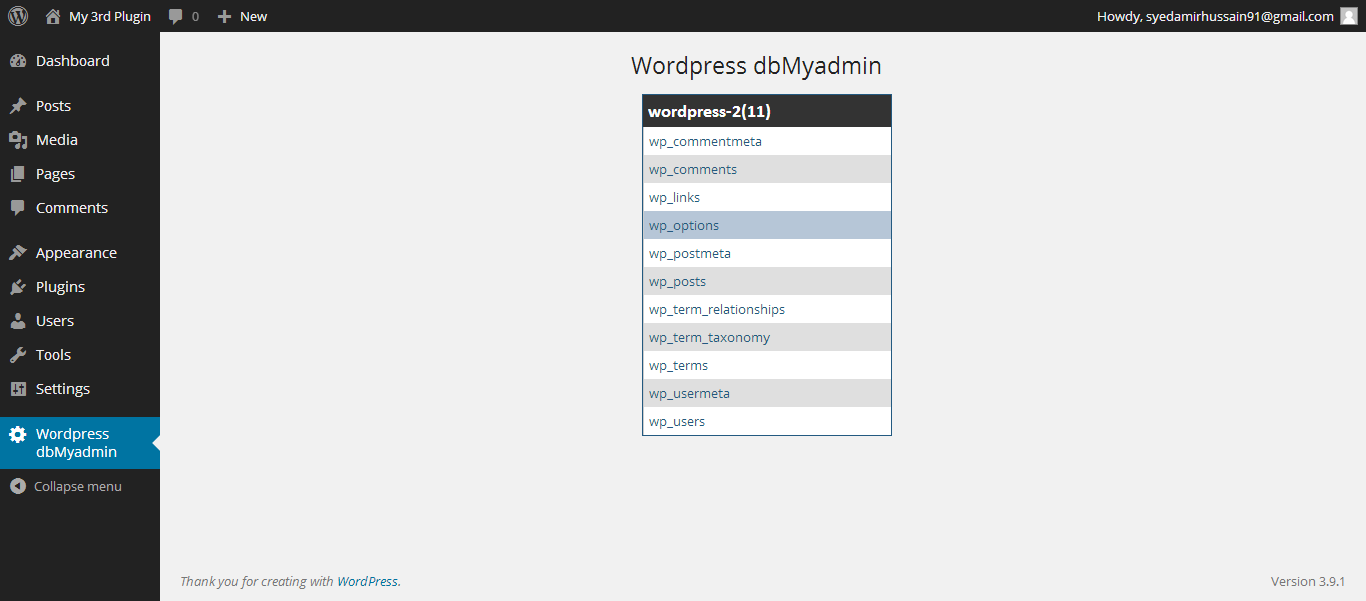 My 3rd Plugin 0 New Howdy, syedamirhussain91@gmail.com
Dashboard
Posts
Media
Pages
Comments
Appearance
Plugins
Users
Tools
Settings
Wordpress
dbMyadmin
Collapse menu
Wordpress dbMyadmin
wordpress-2(11)
wp_commentmeta
wp_comments
wp_links
wp_options
wp_postmeta
wp_posts
wp_term_relationships
wp_term_taxonomy
wp_terms
wp_usermeta
wp_users
Thank you for creating with WordPress. Version 3.9.1